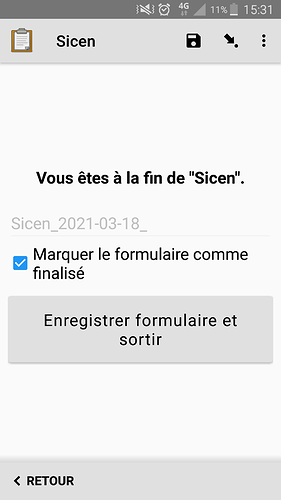 4G 11% 15:31
Sicen
Vous êtes à la fin de "Sicen".
Sicen_2021-03-18_
Marquer le formulaire comme
finalisé
Enregistrer formulaire et
sortir
RETOUR